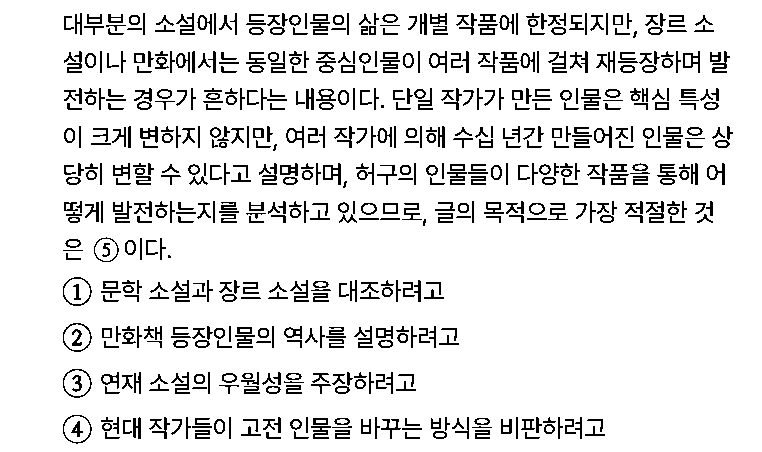 대부분의 소설에서 등장인물의 삶은 개별 작품에 한정되지만, 장르 소
설이나 만화에서는 동일한 중심인물이 여러 작품에 걸쳐 재등장하며 발
전하는 경우가 흔하다는 내용이다. 단일 작가가 만든 인물은 핵심 특성
이 크게 변하지 않지만, 여러 작가에 의해 수십 년간 만들어진 인물은 상
당히 변할 수 있다고 설명하며, 허구의 인물들이 다양한 작품을 통해 어
떻게 발전하는지를 분석하고 있으므로, 글의 목적으로 가장 적절한 것
은 ⑤이다.
① 문학 소설과 장르 소설을 대조하려고
② 만화책 등장인물의 역사를 설명하려고
③ 연재 소설의 우월성을 주장하려고
④ 현대 작가들이 고전 인물을 바꾸는 방식을 비판하려고